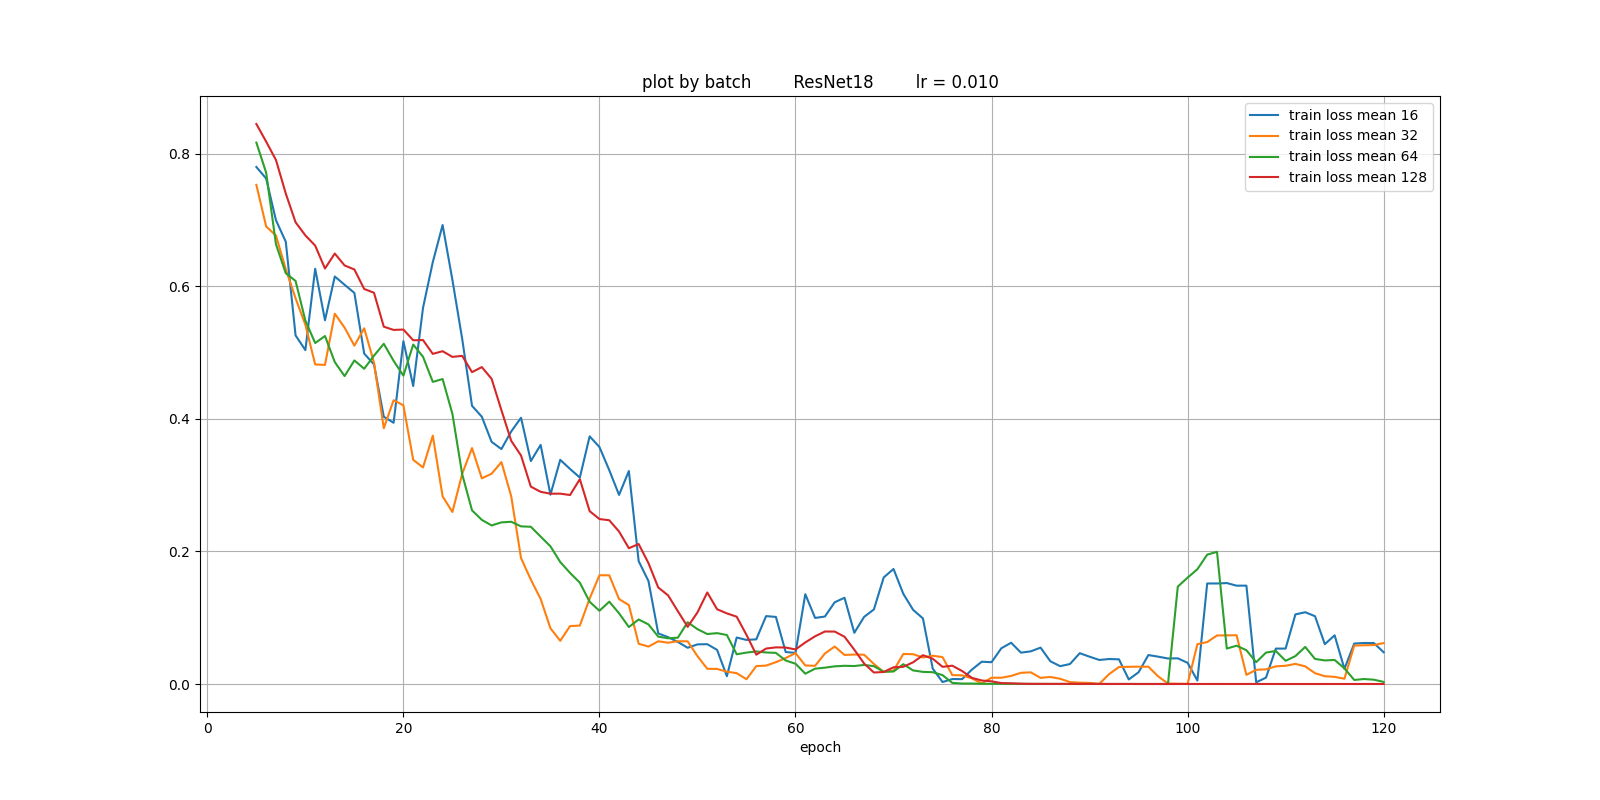 plot by batch ResNet18 lr = 0.010
train loss mean 16
train loss mean 32
train loss mean 64
train loss mean 128
0.8
0.6
0.4
0.2
0.0
0 20 40 60 80 100 120
epoch